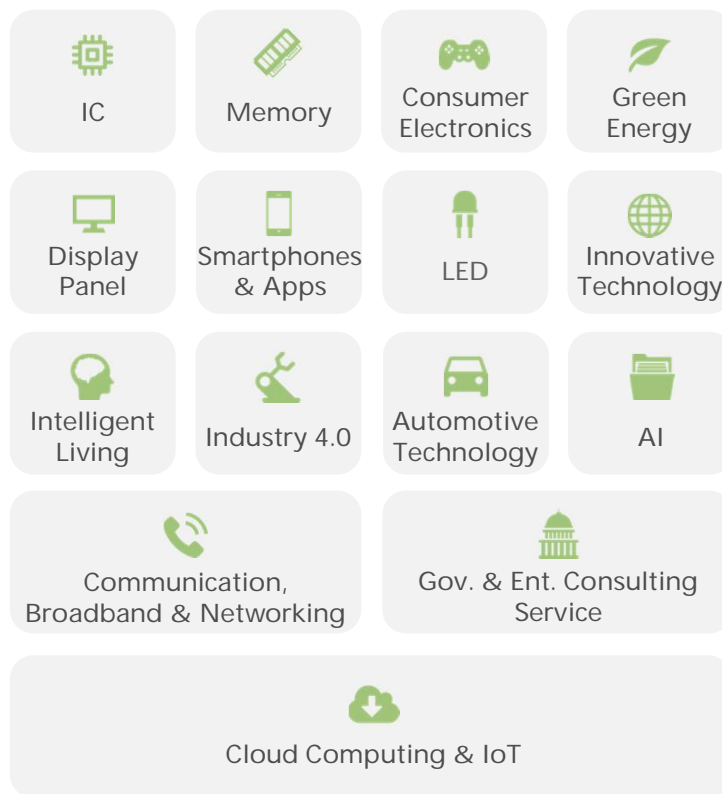 IC
Memory
Consumer
Electronics
Green
Energy
Display
Panel
Smartphones
& Apps
LED
Innovative
Technology
Intelligent
Living
Industry 4.0
Automotive
Technology
AI
Communication,
Broadband & Networking
Gov. & Ent. Consulting
Service
Cloud Computing & IoT